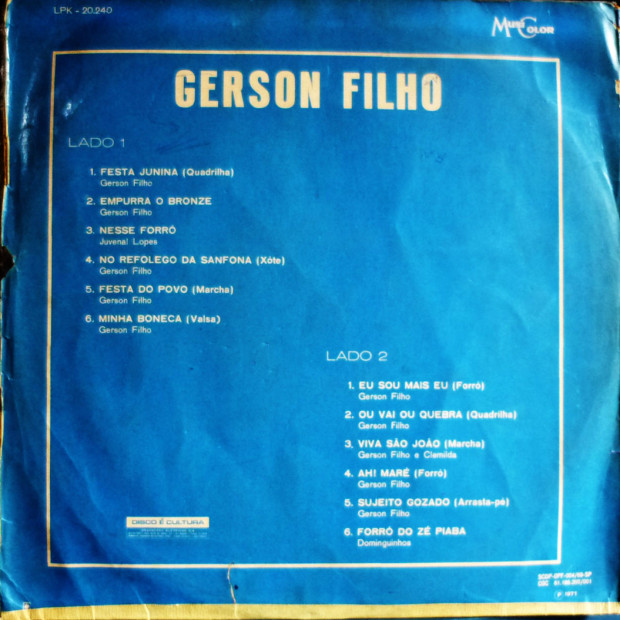 LPK - 20.240
MUSICOLOR
GERSON FILHO
LADO 1
1. FESTA JUNINA (Quadrilha)
Gerson Filho
2. EMPURRA O BRONZE
Gerson Filho
3. NESSE FORRÓ
Juvenal Lopes
4. NO REFOLEGO DA SANFONA (Xóte)
Gerson Filho
5. FESTA DO POVO (Marcha)
Gerson Filho
6. MINHA BONECA (Valsa)
Gerson Filho
LADO 2
1. EU SOU MAIS EU (Forró)
Gerson Filho
2. OU VAI OU QUEBRA (Quadrilha)
Gerson Filho
3. VIVA SÃO JOÃO (Marcha)
Gerson Filho e Clemilda
4. AH! MARÉ (Forró)
Gerson Filho
5. SUJEITO GOZADO (Arrasta-pé)
Gerson Filho
6. FORRÓ DO ZÉ PIABA
Dominguinhos
DISCO É CULTURA
P 1971